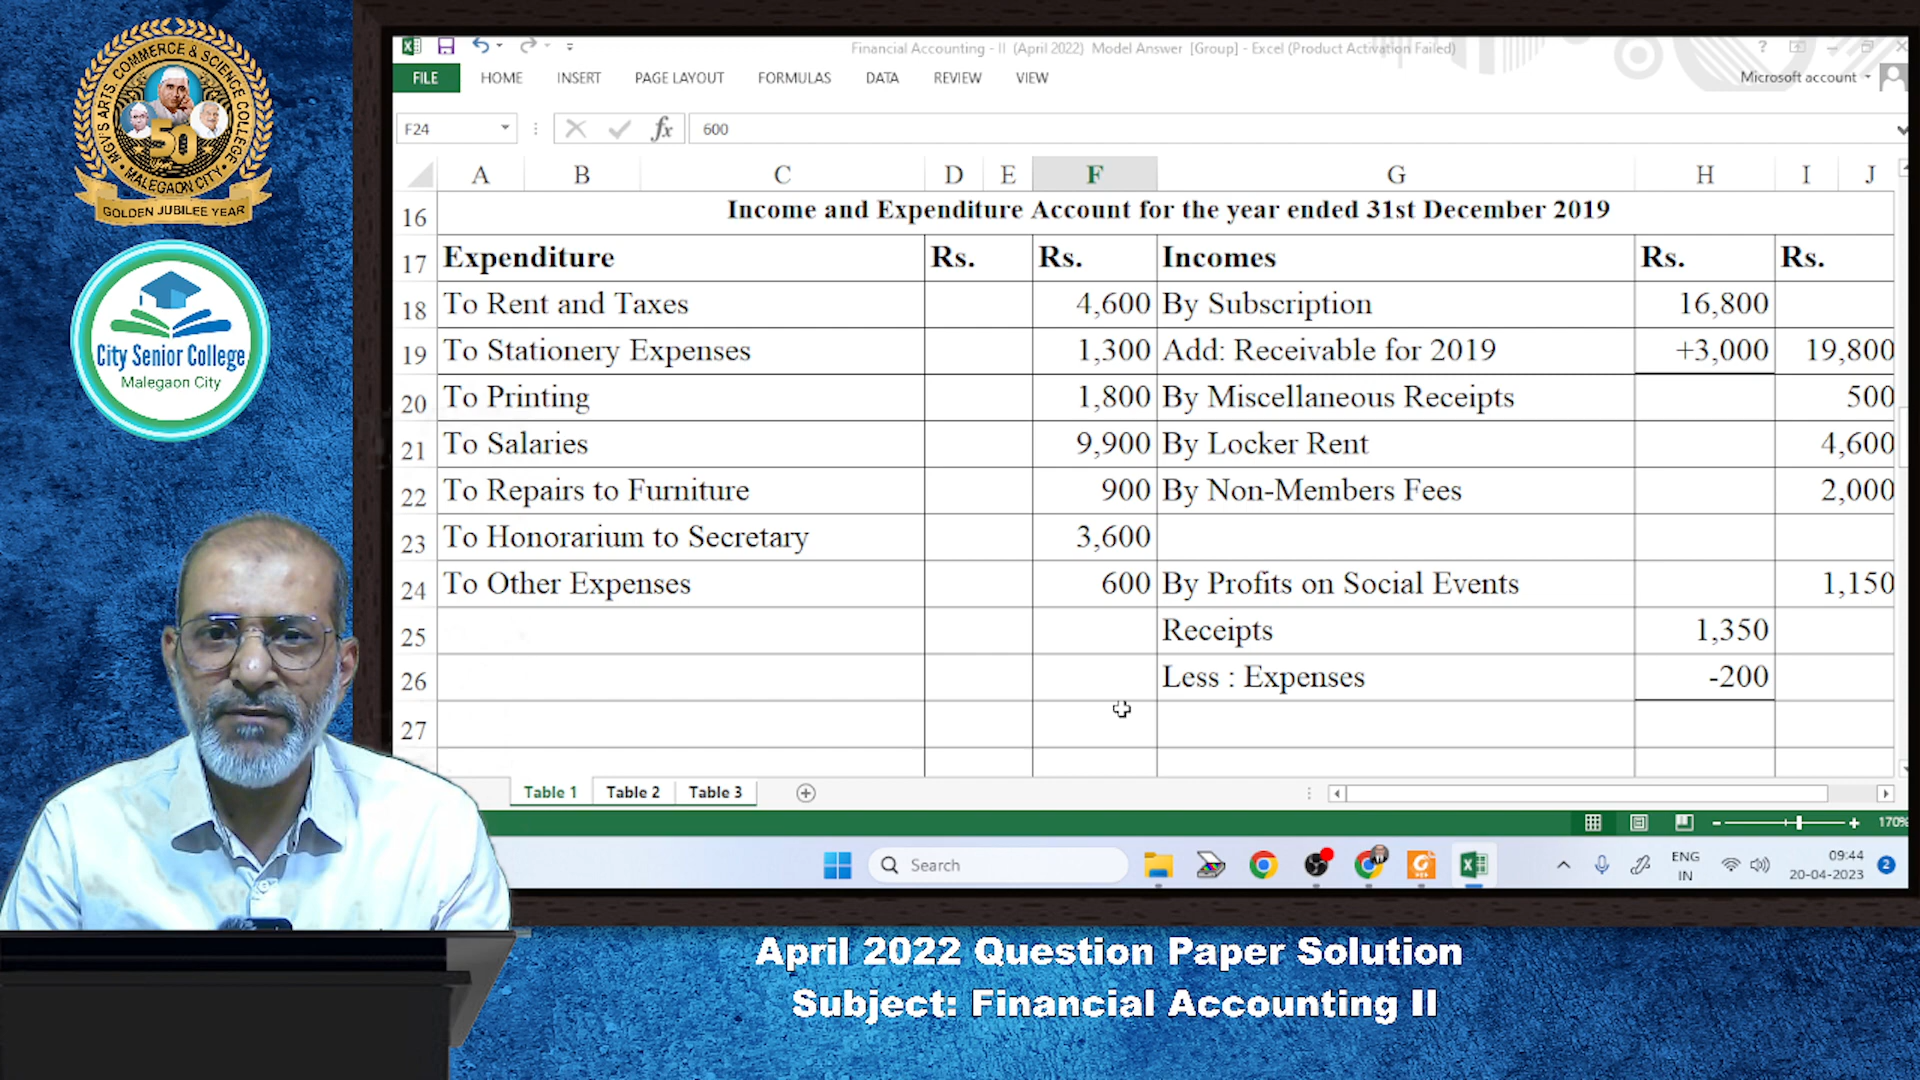 MGV'S ARTS, COMMERCE & SCIENCE COLLEGE
50
Years
MALEGAON CITY
GOLDEN JUBILEE YEAR
City Senior College
Malegaon City
Financial Accounting - II (April 2022) Model Answer [Group] - Excel (Product Activation Failed)
FILE HOME INSERT PAGE LAYOUT FORMULAS DATA REVIEW VIEW Microsoft account
F24 fx 600
A B C D E F G H I J
16 Income and Expenditure Account for the year ended 31st December 2019
17 Expenditure Rs. Rs. Incomes Rs. Rs.
18 To Rent and Taxes 4,600 By Subscription 16,800
19 To Stationery Expenses 1,300 Add: Receivable for 2019 +3,000 19,800
20 To Printing 1,800 By Miscellaneous Receipts 500
21 To Salaries 9,900 By Locker Rent 4,600
22 To Repairs to Furniture 900 By Non-Members Fees 2,000
23 To Honorarium to Secretary 3,600
24 To Other Expenses 600 By Profits on Social Events 1,150
25 Receipts 1,350
26 Less : Expenses -200
27
Table 1 Table 2 Table 3
170%
Search ENG 09:44
IN 20-04-2023 2
April 2022 Question Paper Solution
Subject: Financial Accounting II